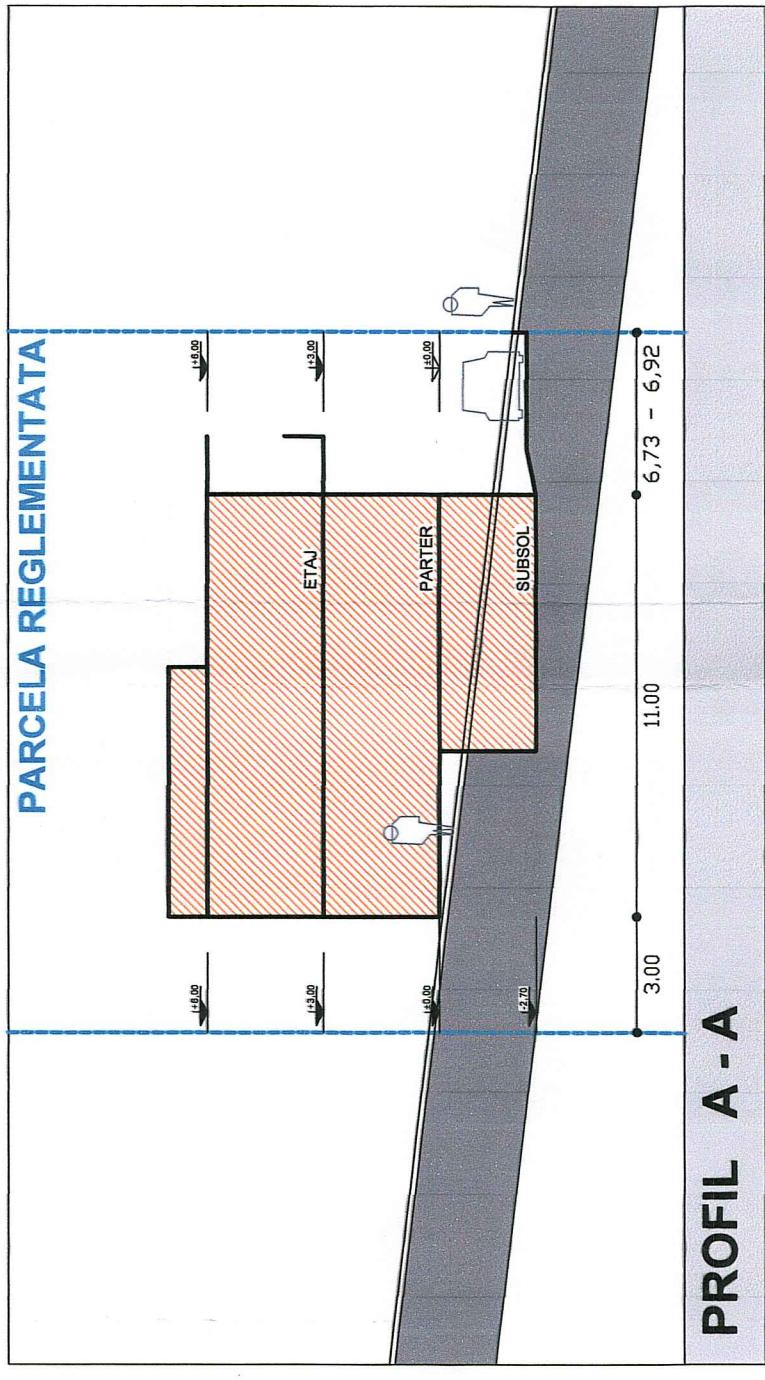 PARCELA REGLEMENTATA
+6,00
+6,00
+3,00
ETAJ
+3,00
±0,00
PARTER
±0,00
-2,70
SUBSOL
3.00
11.00
6,73 - 6,92
PROFIL A - A